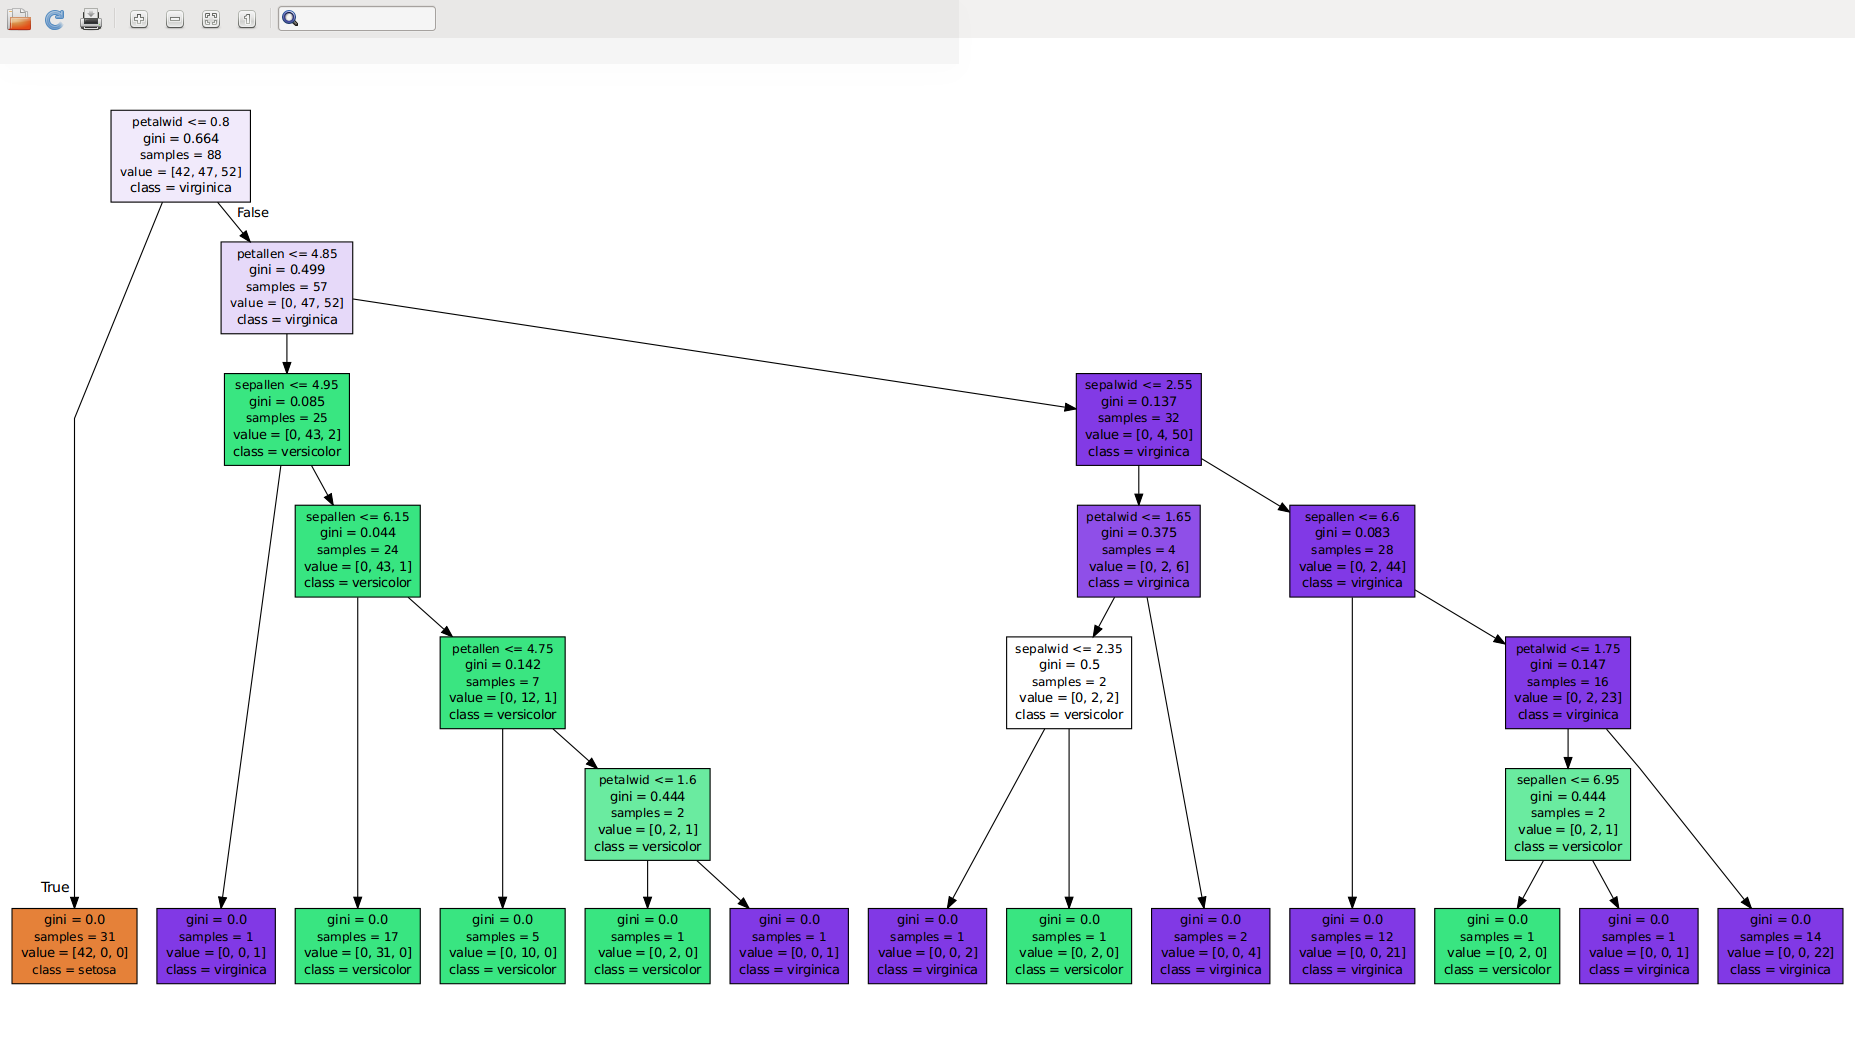 1
petalwid <= 0.8
gini = 0.664
samples = 88
value = [42, 47, 52]
class = virginica
False
petallen <= 4.85
gini = 0.499
samples = 57
value = [0, 47, 52]
class = virginica
sepallen <= 4.95
gini = 0.085
samples = 25
value = [0, 43, 2]
class = versicolor
sepalwid <= 2.55
gini = 0.137
samples = 32
value = [0, 4, 50]
class = virginica
sepallen <= 6.15
gini = 0.044
samples = 24
value = [0, 43, 1]
class = versicolor
petalwid <= 1.65
gini = 0.375
samples = 4
value = [0, 2, 6]
class = virginica
sepallen <= 6.6
gini = 0.083
samples = 28
value = [0, 2, 44]
class = virginica
petallen <= 4.75
gini = 0.142
samples = 7
value = [0, 12, 1]
class = versicolor
sepalwid <= 2.35
gini = 0.5
samples = 2
value = [0, 2, 2]
class = versicolor
petalwid <= 1.75
gini = 0.147
samples = 16
value = [0, 2, 23]
class = virginica
petalwid <= 1.6
gini = 0.444
samples = 2
value = [0, 2, 1]
class = versicolor
sepallen <= 6.95
gini = 0.444
samples = 2
value = [0, 2, 1]
class = versicolor
True
gini = 0.0
samples = 31
value = [42, 0, 0]
class = setosa
gini = 0.0
samples = 1
value = [0, 0, 1]
class = virginica
gini = 0.0
samples = 17
value = [0, 31, 0]
class = versicolor
gini = 0.0
samples = 5
value = [0, 10, 0]
class = versicolor
gini = 0.0
samples = 1
value = [0, 2, 0]
class = versicolor
gini = 0.0
samples = 1
value = [0, 0, 1]
class = virginica
gini = 0.0
samples = 1
value = [0, 0, 2]
class = virginica
gini = 0.0
samples = 1
value = [0, 2, 0]
class = versicolor
gini = 0.0
samples = 2
value = [0, 0, 4]
class = virginica
gini = 0.0
samples = 12
value = [0, 0, 21]
class = virginica
gini = 0.0
samples = 1
value = [0, 2, 0]
class = versicolor
gini = 0.0
samples = 1
value = [0, 0, 1]
class = virginica
gini = 0.0
samples = 14
value = [0, 0, 22]
class = virginica